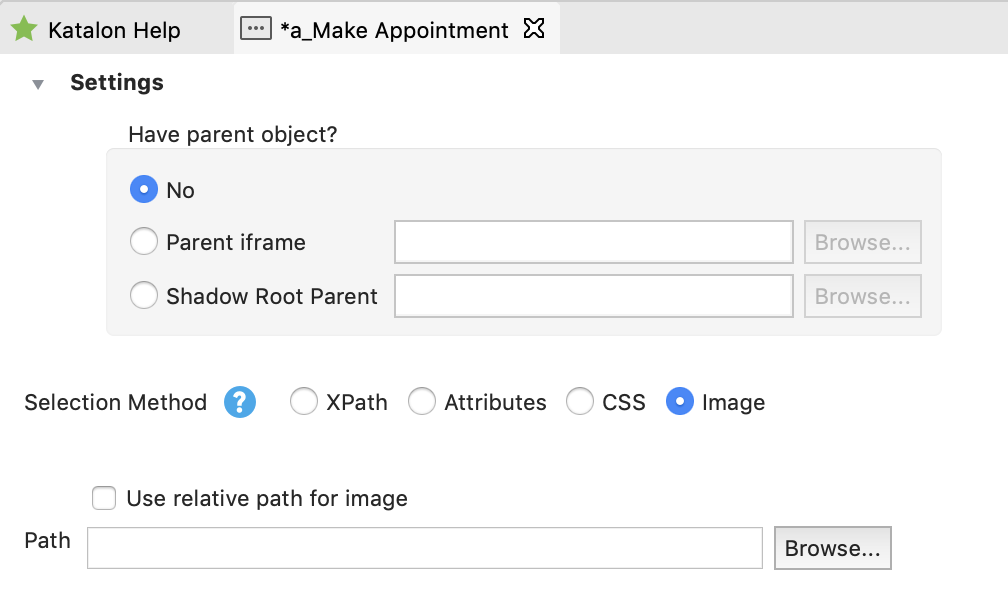 Katalon Help *a_Make Appointment
Settings
Have parent object?
No
Parent iframe Browse...
Shadow Root Parent Browse...
Selection Method ? XPath Attributes CSS Image
Use relative path for image
Path Browse...